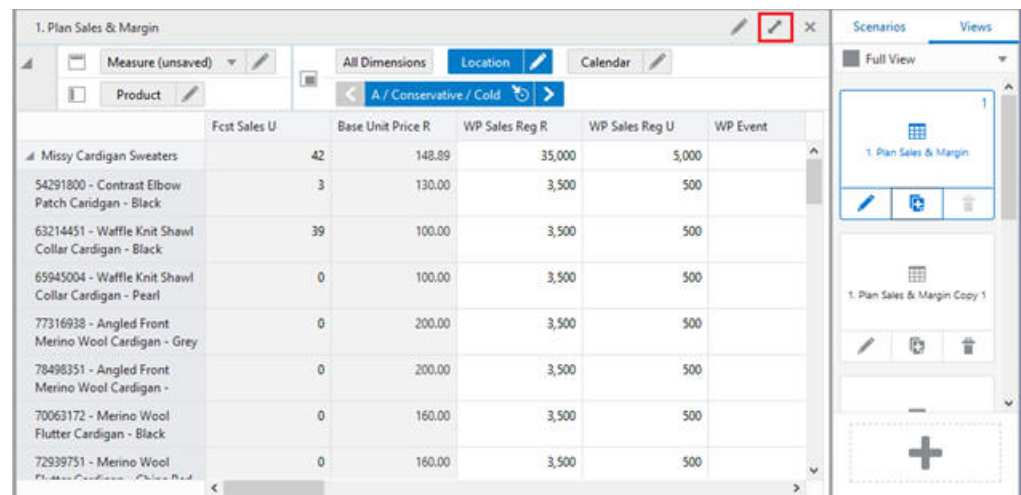 1. Plan Sales & Margin
Scenarios Views
Measure (unsaved)
All Dimensions Location Calendar
Full View
Product
A / Conservative / Cold
1
Fcst Sales U Base Unit Price R WP Sales Reg R WP Sales Reg U WP Event
1. Plan Sales & Margin
Missy Cardigan Sweaters 42 148.89 35,000 5,000
54291800 - Contrast Elbow 3 130.00 3,500 500
Patch Caridgan - Black
63214451 - Waffle Knit Shawl 39 100.00 3,500 500
Collar Cardigan - Black
65945004 - Waffle Knit Shawl 0 100.00 3,500 500
Collar Cardigan - Pearl
1. Plan Sales & Margin Copy 1
77316938 - Angled Front 0 200.00 3,500 500
Merino Wool Cardigan - Grey
78498351 - Angled Front 0 200.00 3,500 500
Merino Wool Cardigan -
70063172 - Merino Wool 0 160.00 3,500 500
Flutter Cardigan - Black
72939751 - Merino Wool 0 160.00 3,500 500